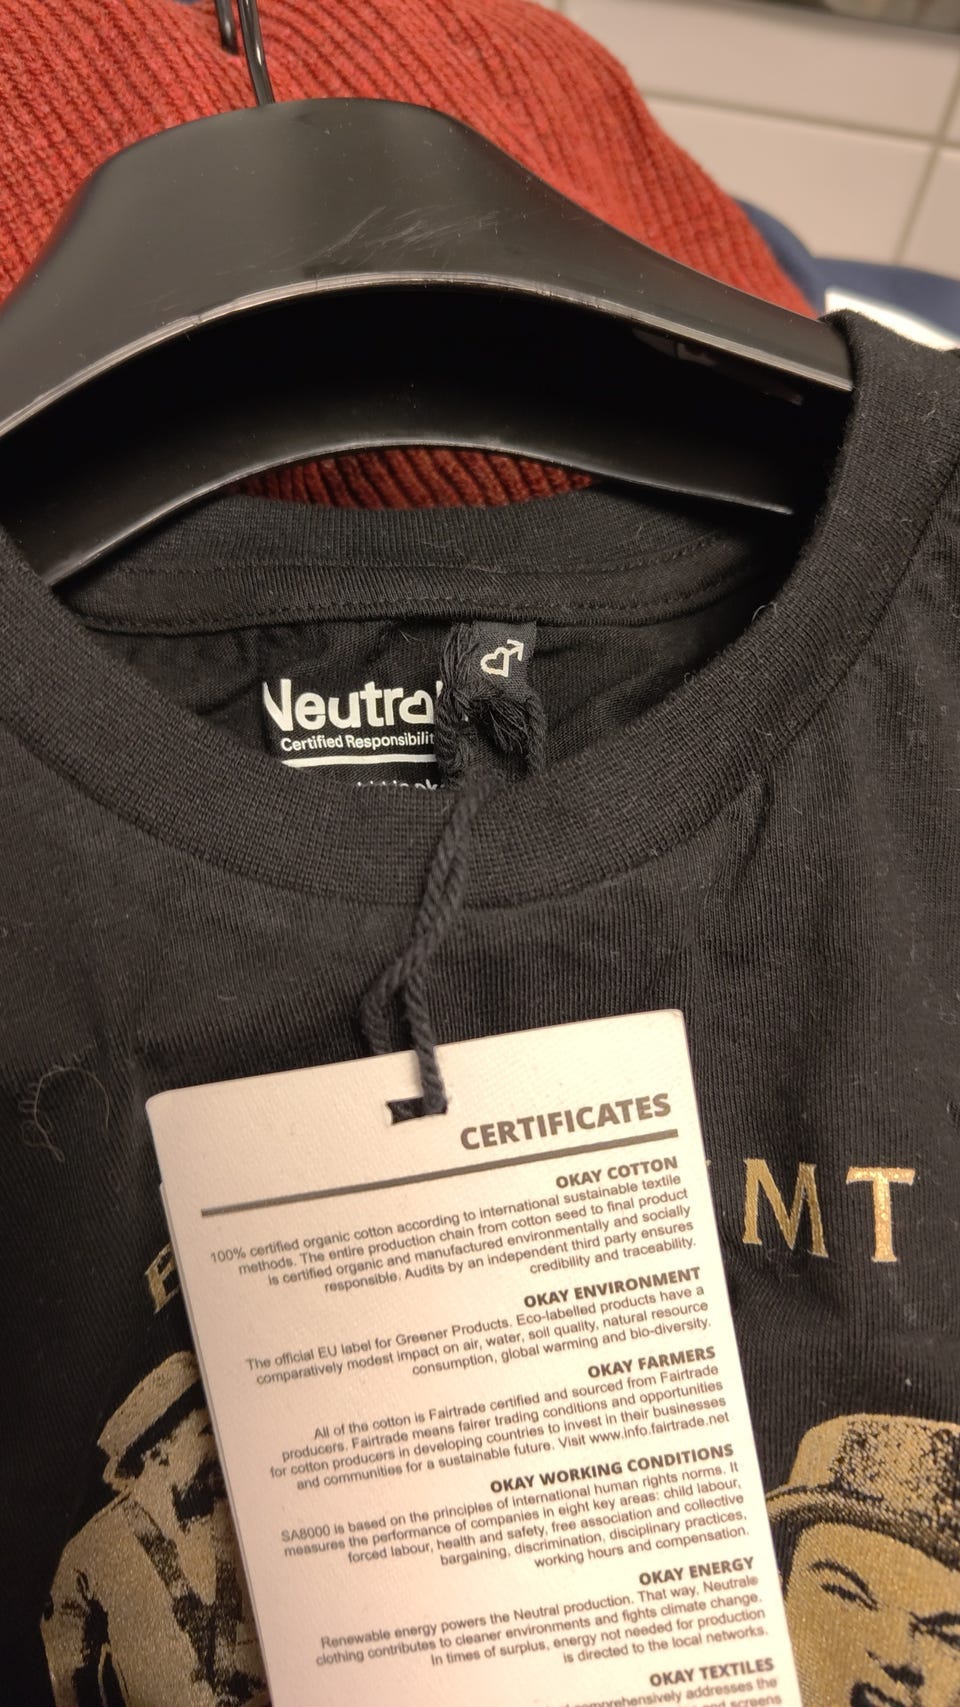 Neutral
Certified Responsibilit
CERTIFICATES
OKAY COTTON
100% certified organic cotton according to international sustainable textile
methods. The entire production chain from cotton seed to final product
is certified organic and manufactured environmentally and socially
responsible. Audits by an independent third party ensures
credibility and traceability.
OKAY ENVIRONMENT
The official EU label for Greener Products. Eco-labelled products have a
comparatively modest impact on air, water, soil quality, natural resource
consumption, global warming and bio-diversity.
OKAY FARMERS
All of the cotton is Fairtrade certified and sourced from Fairtrade
producers. Fairtrade means fairer trading conditions and opportunities
for cotton producers in developing countries to invest in their businesses
and communities for a sustainable future. Visit www.info.fairtrade.net
OKAY WORKING CONDITIONS
SA8000 is based on the principles of international human rights norms. It
measures the performance of companies in eight key areas: child labour,
forced labour, health and safety, free association and collective
bargaining, discrimination, disciplinary practices,
working hours and compensation.
OKAY ENERGY
Renewable energy powers the Neutral production. That way, Neutral®
clothing contributes to cleaner environments and fights climate change.
In times of surplus, energy not needed for production
is directed to the local networks.
OKAY TEXTILES
comprehensively addresses the
and screens
MT